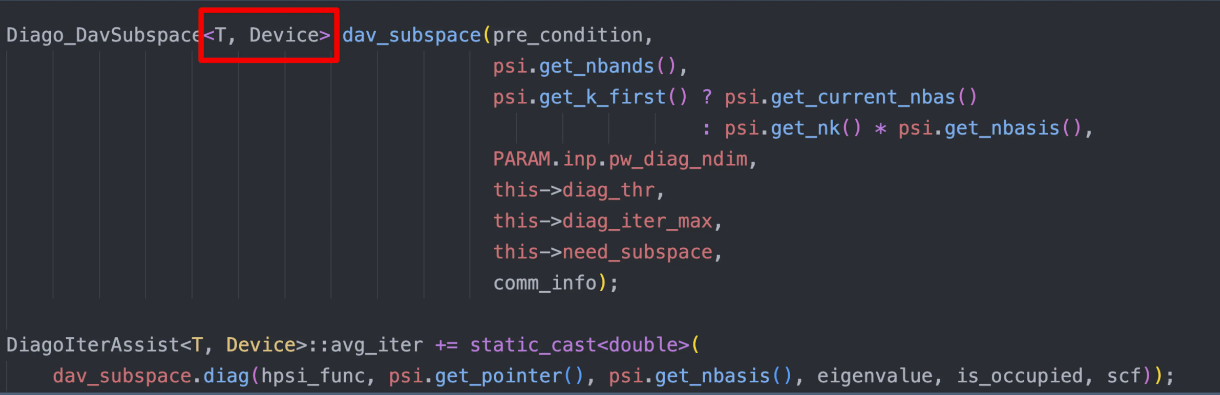 Diago_DavSubspace<T, Device> dav_subspace(pre_condition,
psi.get_nbands(),
psi.get_k_first() ? psi.get_current_nbas()
: psi.get_nk() * psi.get_nbasis(),
PARAM.inp.pw_diag_ndim,
this->diag_thr,
this->diag_iter_max,
this->need_subspace,
comm_info);
DiagoIterAssist<T, Device>::avg_iter += static_cast<double>(
dav_subspace.diag(hpsi_func, psi.get_pointer(), psi.get_nbasis(), eigenvalue, is_occupied, scf));